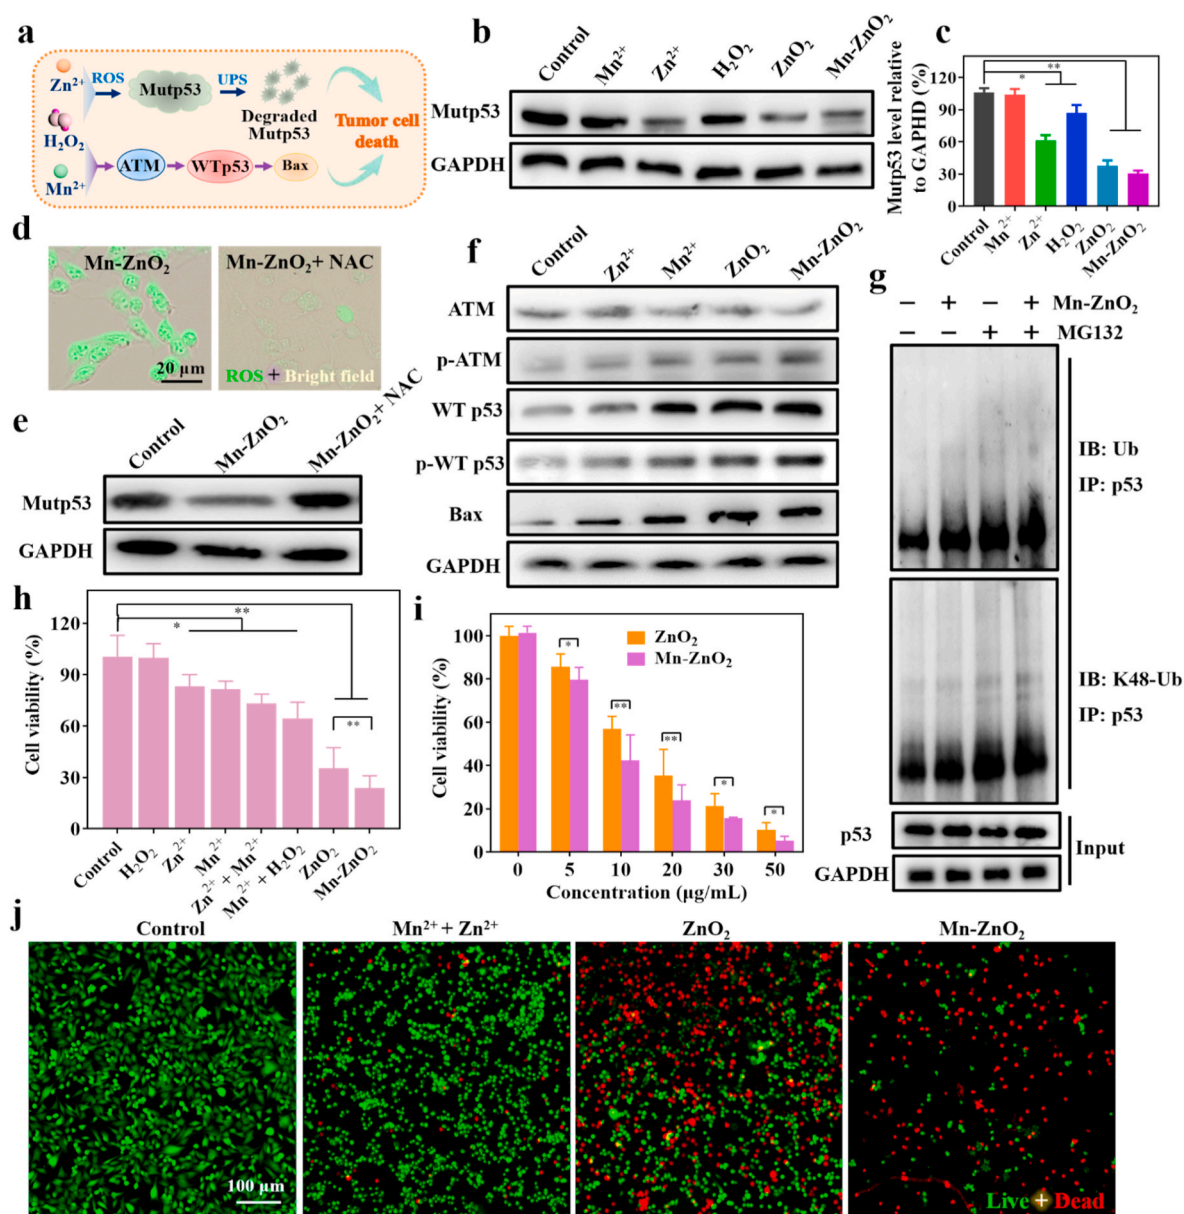 a
Zn²⁺
ROS
Mutp53
UPS
Degraded
Mutp53
H₂O₂
Mn²⁺
ATM
WTp53
Bax
Tumor cell
death
b
Control
Mn²⁺
Zn²⁺
H₂O₂
ZnO₂
Mn-ZnO₂
Mutp53
GAPDH
c
Mutp53 level relative
to GAPHD (%)
120
90
60
30
0
*
**
Control
Mn²⁺
Zn²⁺
H₂O₂
ZnO₂
Mn-ZnO₂
d
Mn-ZnO₂
20 μm
Mn-ZnO₂+ NAC
ROS + Bright field
e
Control
Mn-ZnO₂
Mn-ZnO₂+ NAC
Mutp53
GAPDH
f
Control
Zn²⁺
Mn²⁺
ZnO₂
Mn-ZnO₂
ATM
p-ATM
WT p53
p-WT p53
Bax
GAPDH
g
− + − + Mn-ZnO₂
− − + + MG132
IB: Ub
IP: p53
IB: K48-Ub
IP: p53
p53
GAPDH
Input
h
Cell viability (%)
120
90
60
30
0
*
**
**
Control
H₂O₂
Zn²⁺
Mn²⁺
Zn²⁺ + Mn²⁺
Mn²⁺ + H₂O₂
ZnO₂
Mn-ZnO₂
i
Cell viability (%)
100
80
60
40
20
0
ZnO₂
Mn-ZnO₂
*
**
**
*
*
0 5 10 20 30 50
Concentration (μg/mL)
j
Control
Mn²⁺ + Zn²⁺
ZnO₂
Mn-ZnO₂
100 μm
Live + Dead